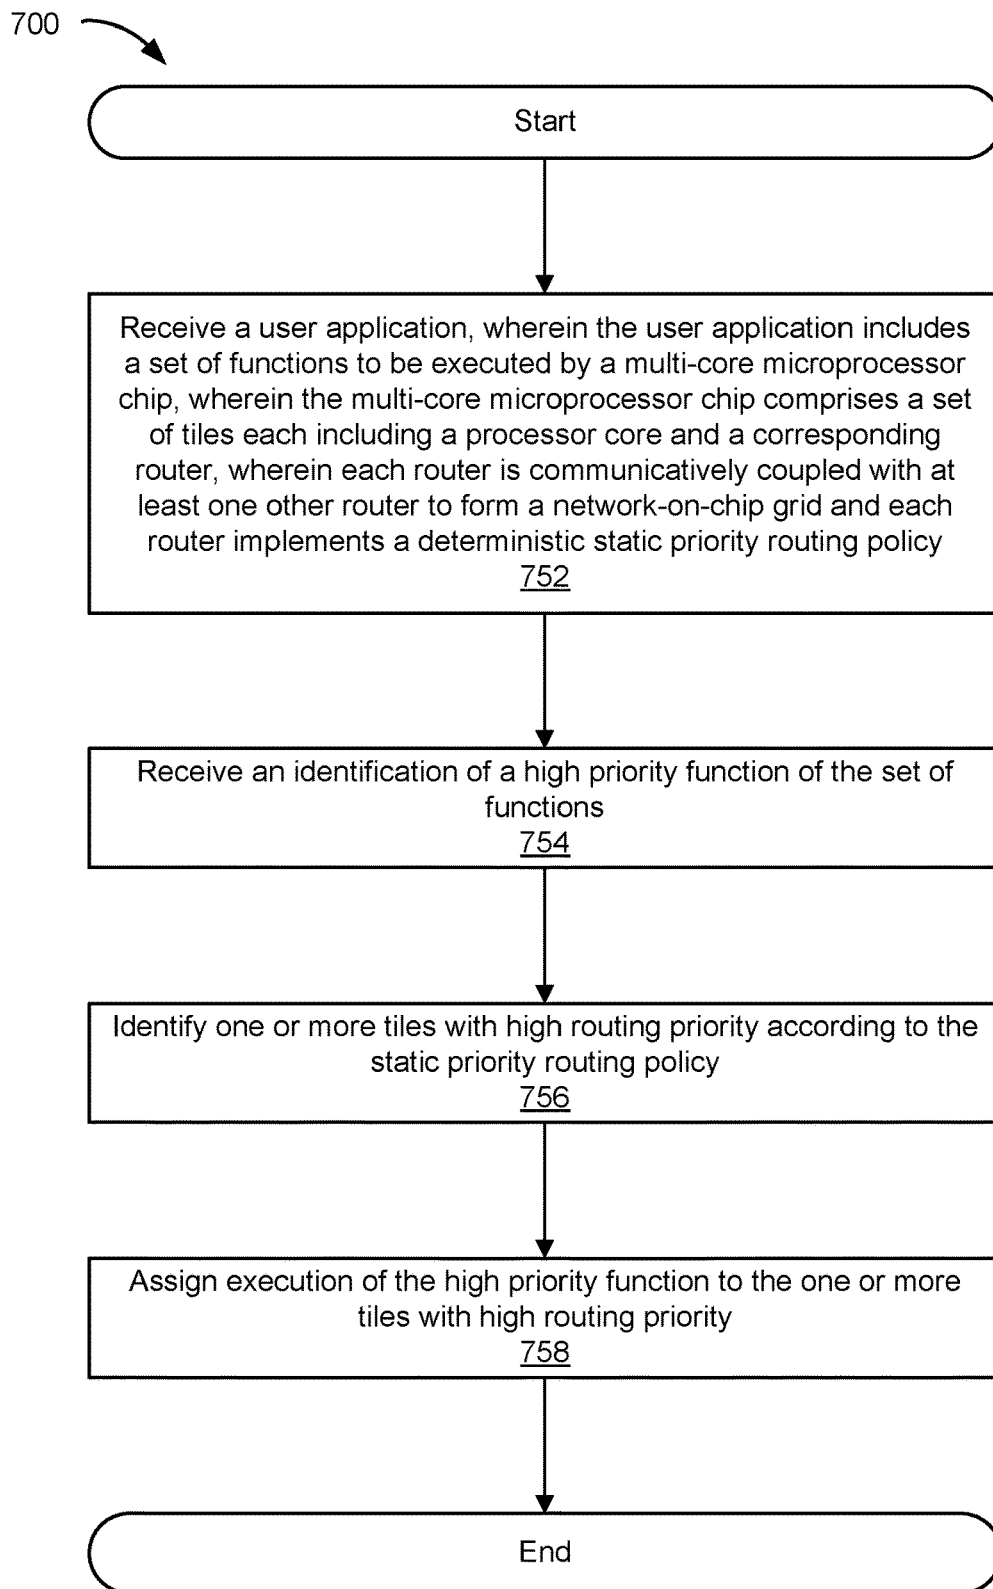 700
Start
Receive a user application, wherein the user application includes
a set of functions to be executed by a multi-core microprocessor
chip, wherein the multi-core microprocessor chip comprises a set
of tiles each including a processor core and a corresponding
router, wherein each router is communicatively coupled with at
least one other router to form a network-on-chip grid and each
router implements a deterministic static priority routing policy
752
Receive an identification of a high priority function of the set of
functions
754
Identify one or more tiles with high routing priority according to the
static priority routing policy
756
Assign execution of the high priority function to the one or more
tiles with high routing priority
758
End